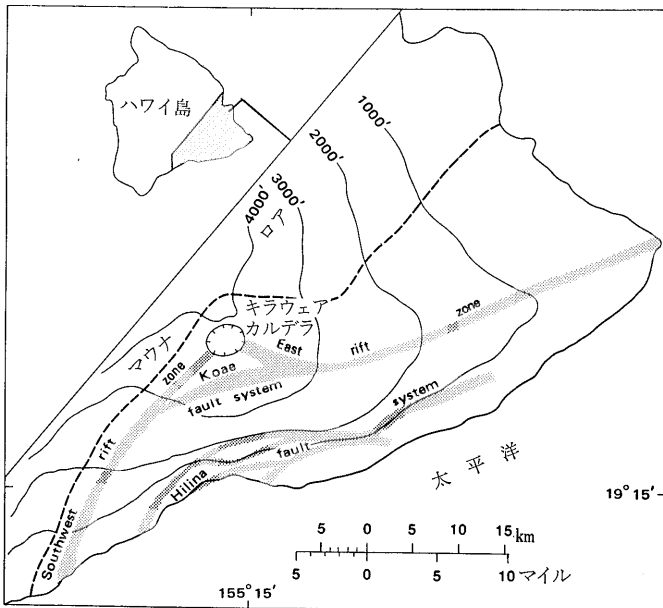 ハワイ島
1000'
2000'
3000'
4000'
マウナ ロア
キラウェア
カルデラ
East rift zone
Koae
fault system
Southwest rift zone
Hilina fault system
太平洋
19°15′
5 0 5 10 15 km
5 0 10 マイル
155°15′